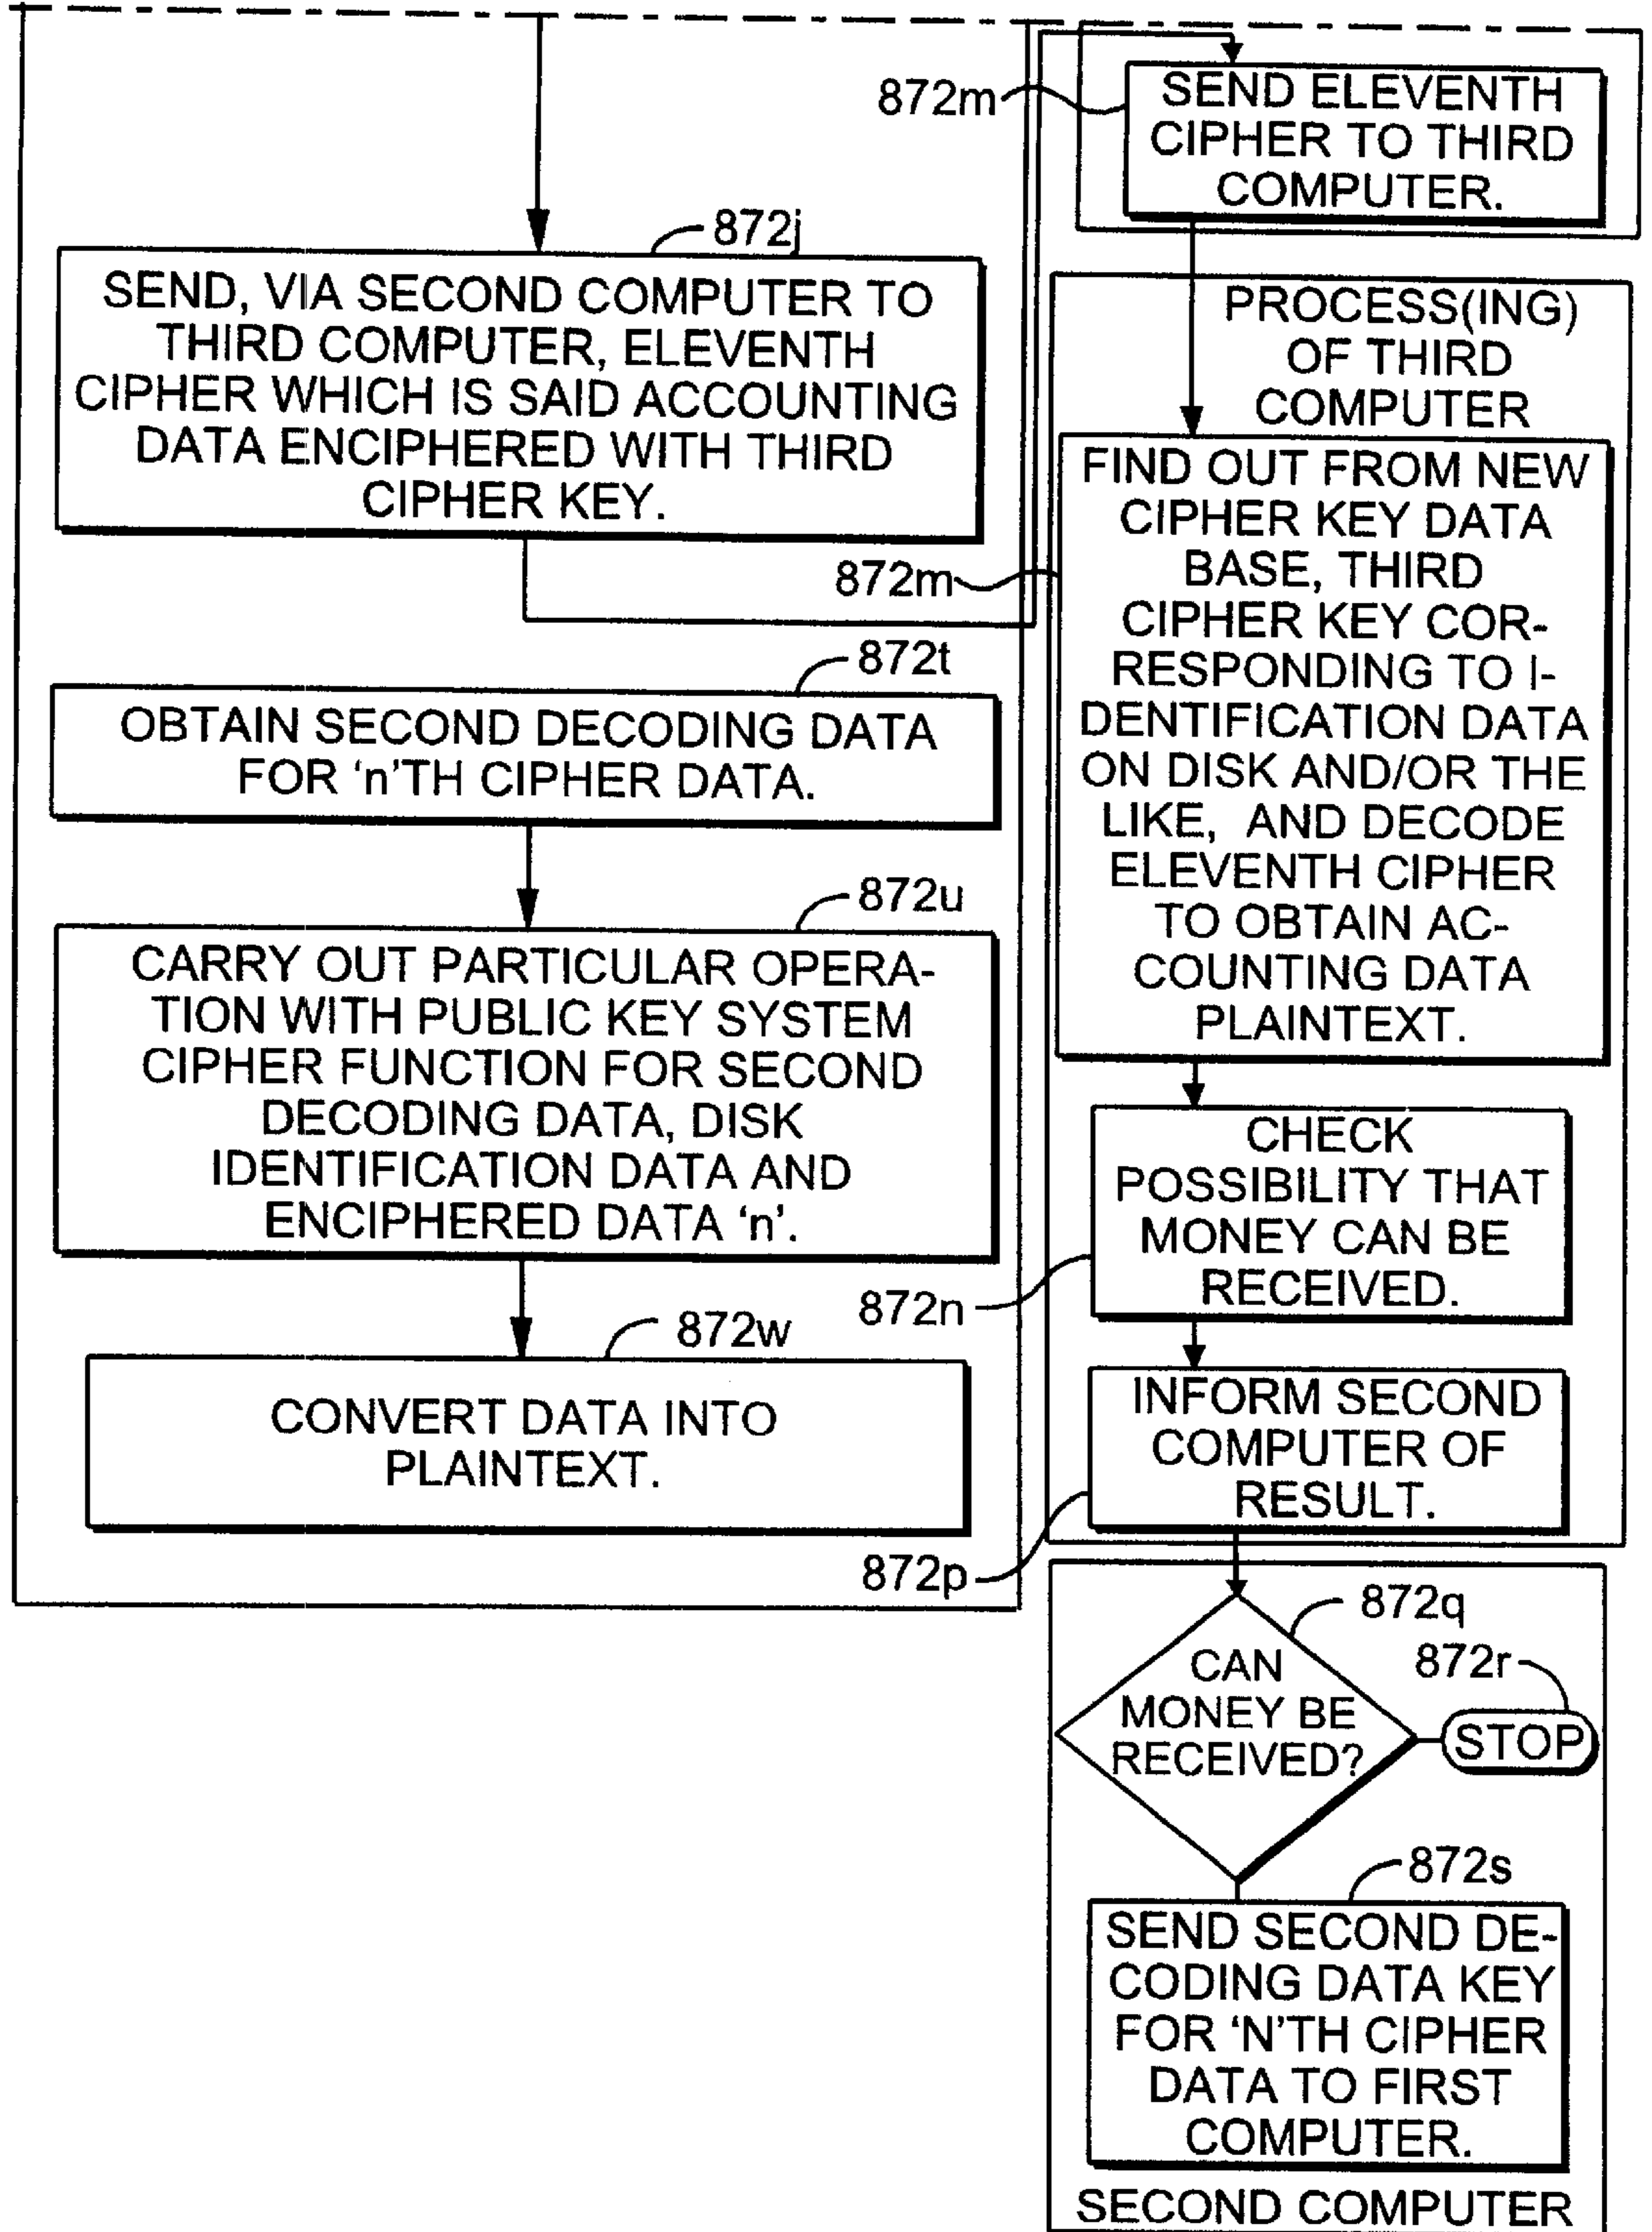 872j
SEND, VIA SECOND COMPUTER TO
THIRD COMPUTER, ELEVENTH
CIPHER WHICH IS SAID ACCOUNTING
DATA ENCIPHERED WITH THIRD
CIPHER KEY.
872t
OBTAIN SECOND DECODING DATA
FOR ‘n’TH CIPHER DATA.
872u
CARRY OUT PARTICULAR OPERA-
TION WITH PUBLIC KEY SYSTEM
CIPHER FUNCTION FOR SECOND
DECODING DATA, DISK
IDENTIFICATION DATA AND
ENCIPHERED DATA ‘n’.
872w
CONVERT DATA INTO
PLAINTEXT.
872m
SEND ELEVENTH
CIPHER TO THIRD
COMPUTER.
PROCESS(ING)
OF THIRD
COMPUTER
872m
FIND OUT FROM NEW
CIPHER KEY DATA
BASE, THIRD
CIPHER KEY COR-
RESPONDING TO I-
DENTIFICATION DATA
ON DISK AND/OR THE
LIKE, AND DECODE
ELEVENTH CIPHER
TO OBTAIN AC-
COUNTING DATA
PLAINTEXT.
CHECK
POSSIBILITY THAT
MONEY CAN BE
RECEIVED.
872n
INFORM SECOND
COMPUTER OF
RESULT.
872p
872q
CAN
MONEY BE
RECEIVED?
872r
STOP
872s
SEND SECOND DE-
CODING DATA KEY
FOR ‘N’TH CIPHER
DATA TO FIRST
COMPUTER.
SECOND COMPUTER